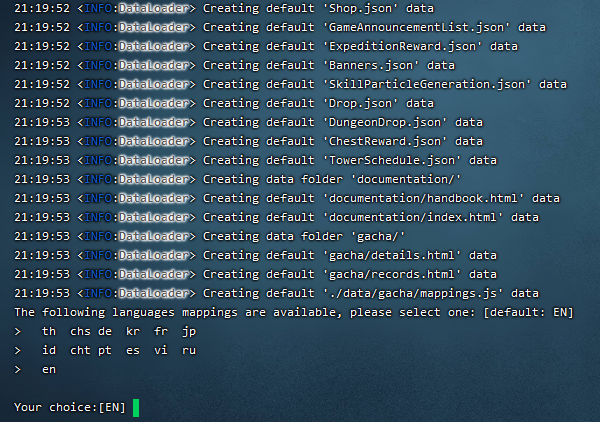 21:19:52 <INFO:DataLoader> Creating default 'Shop.json' data
21:19:52 <INFO:DataLoader> Creating default 'GameAnnouncementList.json' data
21:19:52 <INFO:DataLoader> Creating default 'ExpeditionReward.json' data
21:19:52 <INFO:DataLoader> Creating default 'Banners.json' data
21:19:52 <INFO:DataLoader> Creating default 'SkillParticleGeneration.json' data
21:19:53 <INFO:DataLoader> Creating default 'Drop.json' data
21:19:53 <INFO:DataLoader> Creating default 'DungeonDrop.json' data
21:19:53 <INFO:DataLoader> Creating default 'ChestReward.json' data
21:19:53 <INFO:DataLoader> Creating default 'TowerSchedule.json' data
21:19:53 <INFO:DataLoader> Creating data folder 'documentation/'
21:19:53 <INFO:DataLoader> Creating default 'documentation/handbook.html' data
21:19:53 <INFO:DataLoader> Creating default 'documentation/index.html' data
21:19:53 <INFO:DataLoader> Creating data folder 'gacha/'
21:19:53 <INFO:DataLoader> Creating default 'gacha/details.html' data
21:19:53 <INFO:DataLoader> Creating default 'gacha/records.html' data
21:19:53 <INFO:DataLoader> Creating default './data/gacha/mappings.js' data
The following languages mappings are available, please select one: [default: EN]
> th chs de kr fr jp
> id cht pt es vi ru
> en
Your choice:[EN]